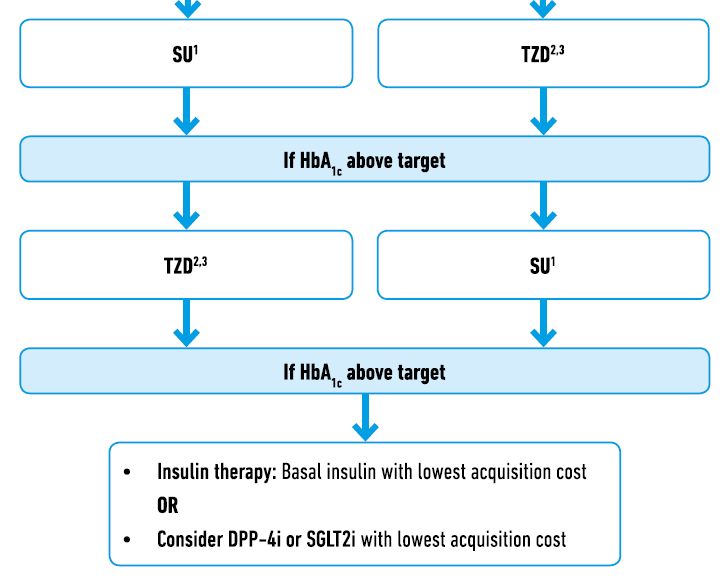 SU¹
TZD²,³
If HbA₁c above target
TZD²,³
SU¹
If HbA₁c above target
• Insulin therapy: Basal insulin with lowest acquisition cost
OR
• Consider DPP-4i or SGLT2i with lowest acquisition cost